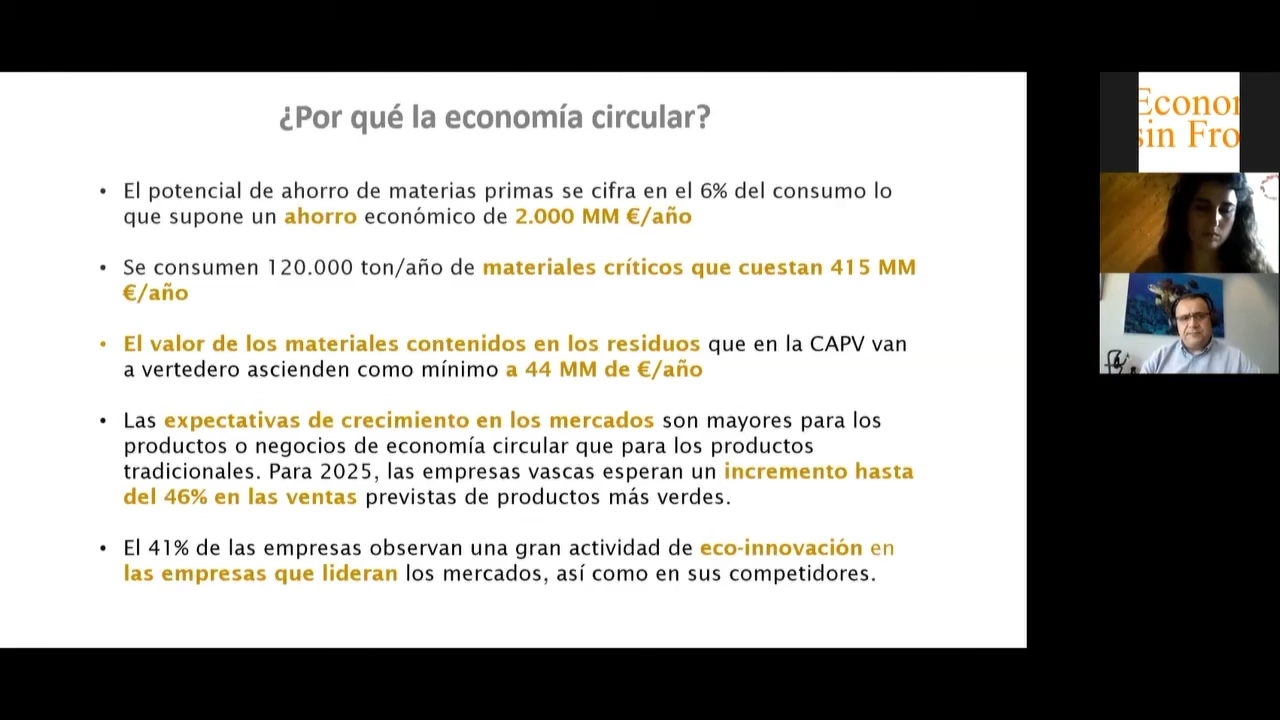 ¿Por qué la economía circular?
• El potencial de ahorro de materias primas se cifra en el 6% del consumo lo
que supone un ahorro económico de 2.000 MM €/año
• Se consumen 120.000 ton/año de materiales críticos que cuestan 415 MM
€/año
• El valor de los materiales contenidos en los residuos que en la CAPV van
a vertedero ascienden como mínimo a 44 MM de €/año
• Las expectativas de crecimiento en los mercados son mayores para los
productos o negocios de economía circular que para los productos
tradicionales. Para 2025, las empresas vascas esperan un incremento hasta
del 46% en las ventas previstas de productos más verdes.
• El 41% de las empresas observan una gran actividad de eco-innovación en
las empresas que lideran los mercados, así como en sus competidores.
Econor
sin Fro